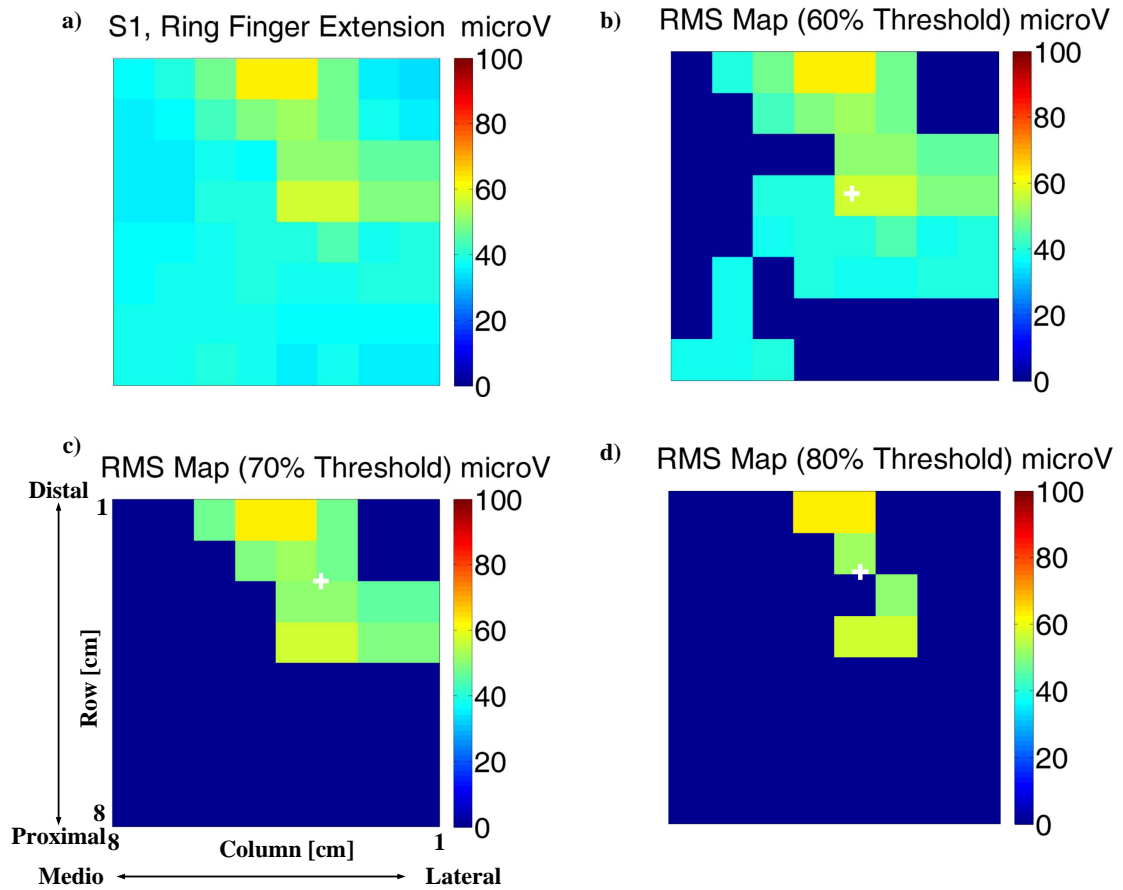 a) S1, Ring Finger Extension microV
100
80
60
40
20
0
b) RMS Map (60% Threshold) microV
100
80
60
40
20
0
c) RMS Map (70% Threshold) microV
Distal
1
Row [cm]
8
Proximal
8
Column [cm]
1
Medio
Lateral
100
80
60
40
20
0
d) RMS Map (80% Threshold) microV
100
80
60
40
20
0